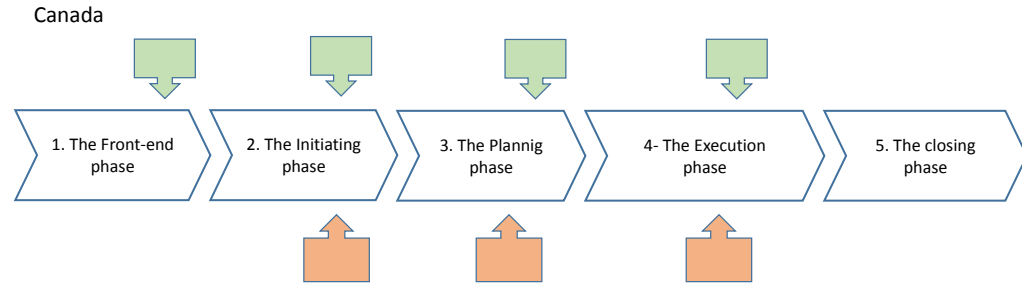 Canada
1. The Front-end
phase
2. The Initiating
phase
3. The Plannig
phase
4- The Execution
phase
5. The closing
phase